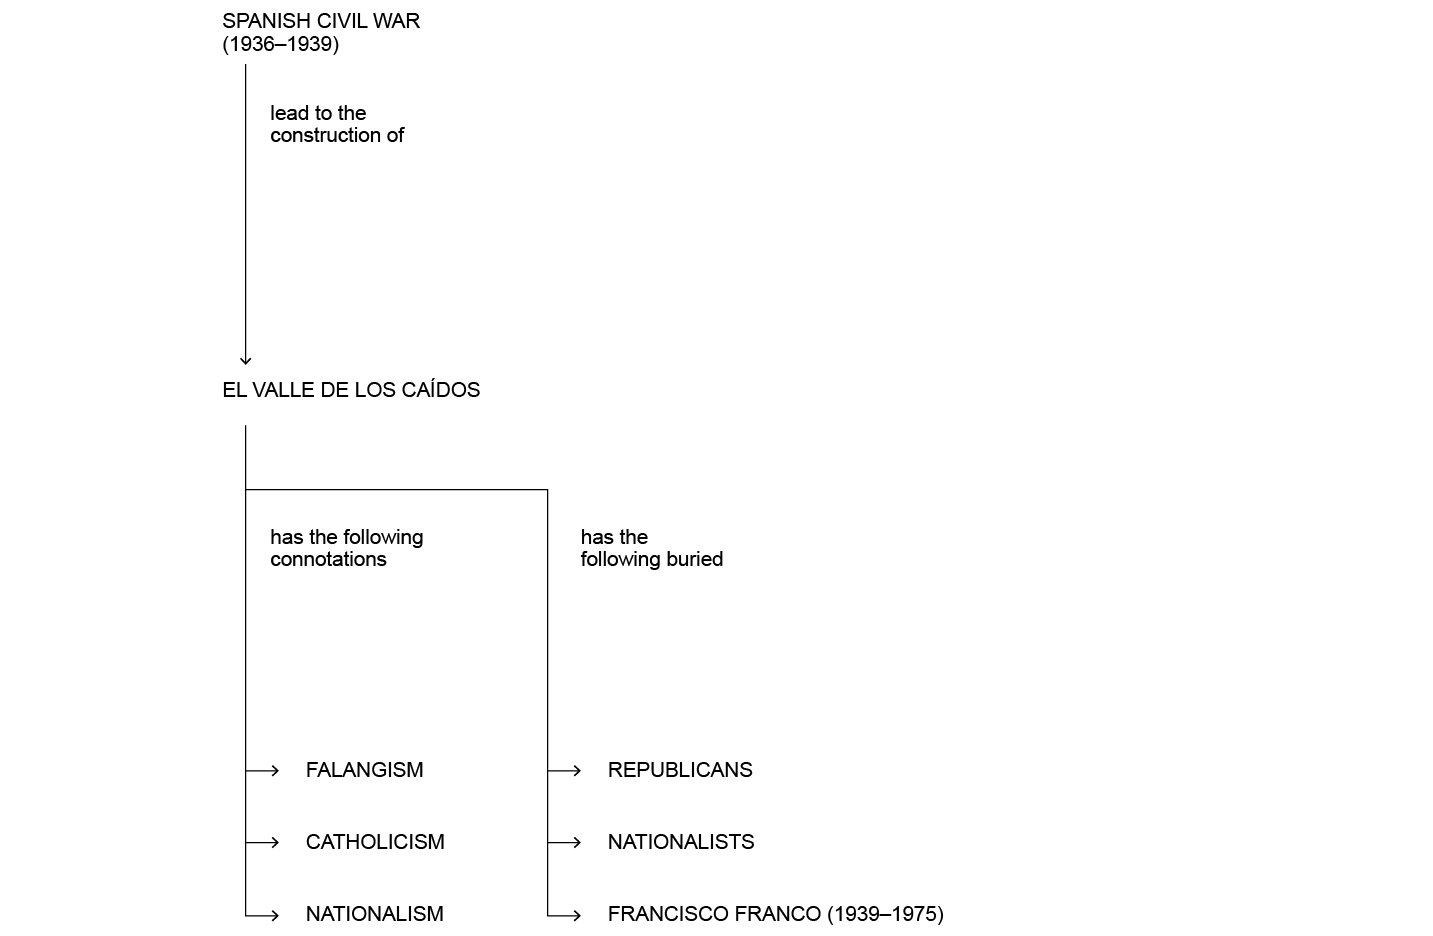 SPANISH CIVIL WAR
(1936–1939)
lead to the
construction of
EL VALLE DE LOS CAÍDOS
has the following
connotations
has the
following buried
FALANGISM
CATHOLICISM
NATIONALISM
REPUBLICANS
NATIONALISTS
FRANCISCO FRANCO (1939–1975)